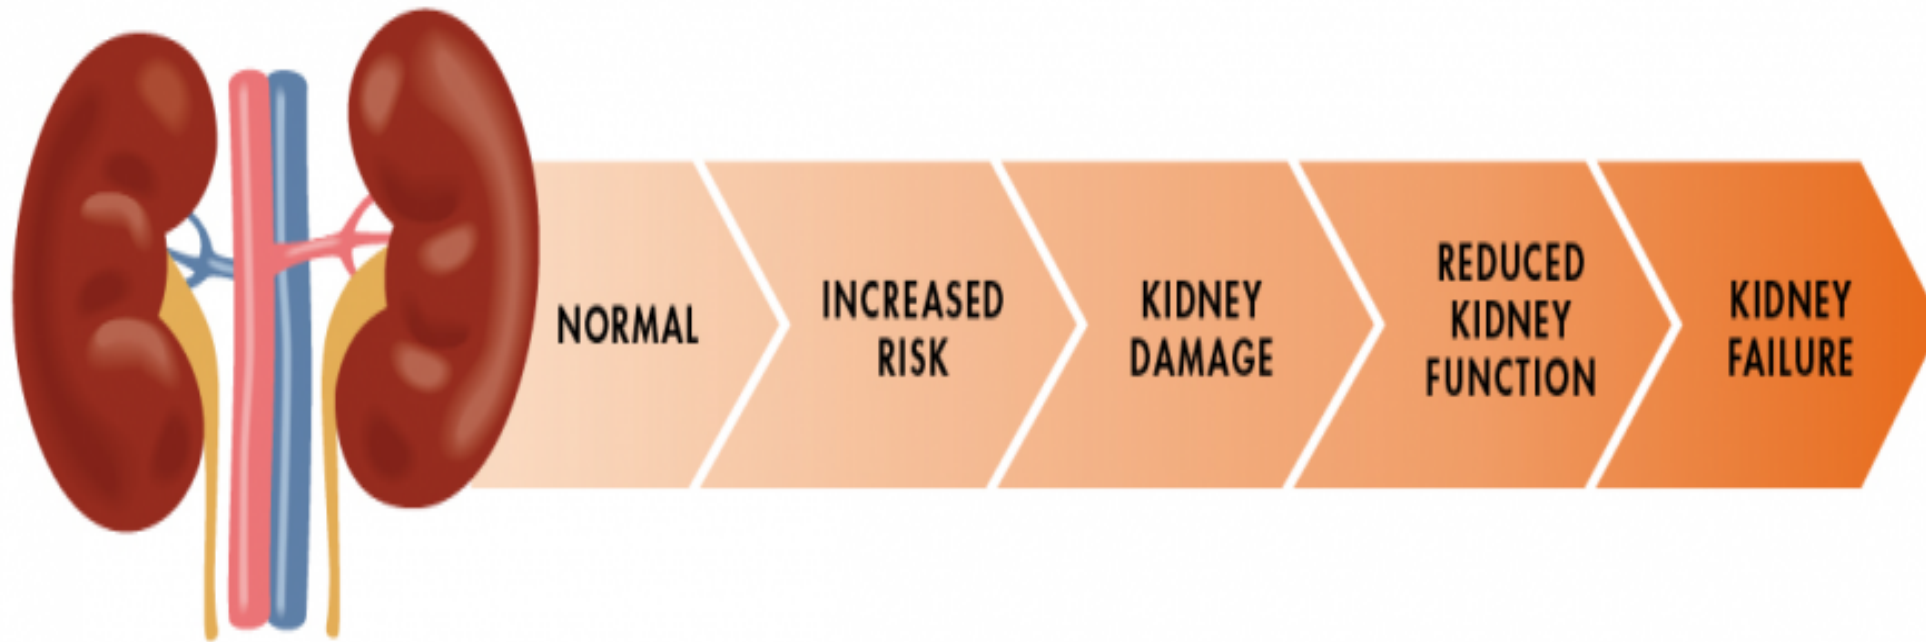 NORMAL
INCREASED
RISK
KIDNEY
DAMAGE
REDUCED
KIDNEY
FUNCTION
KIDNEY
FAILURE